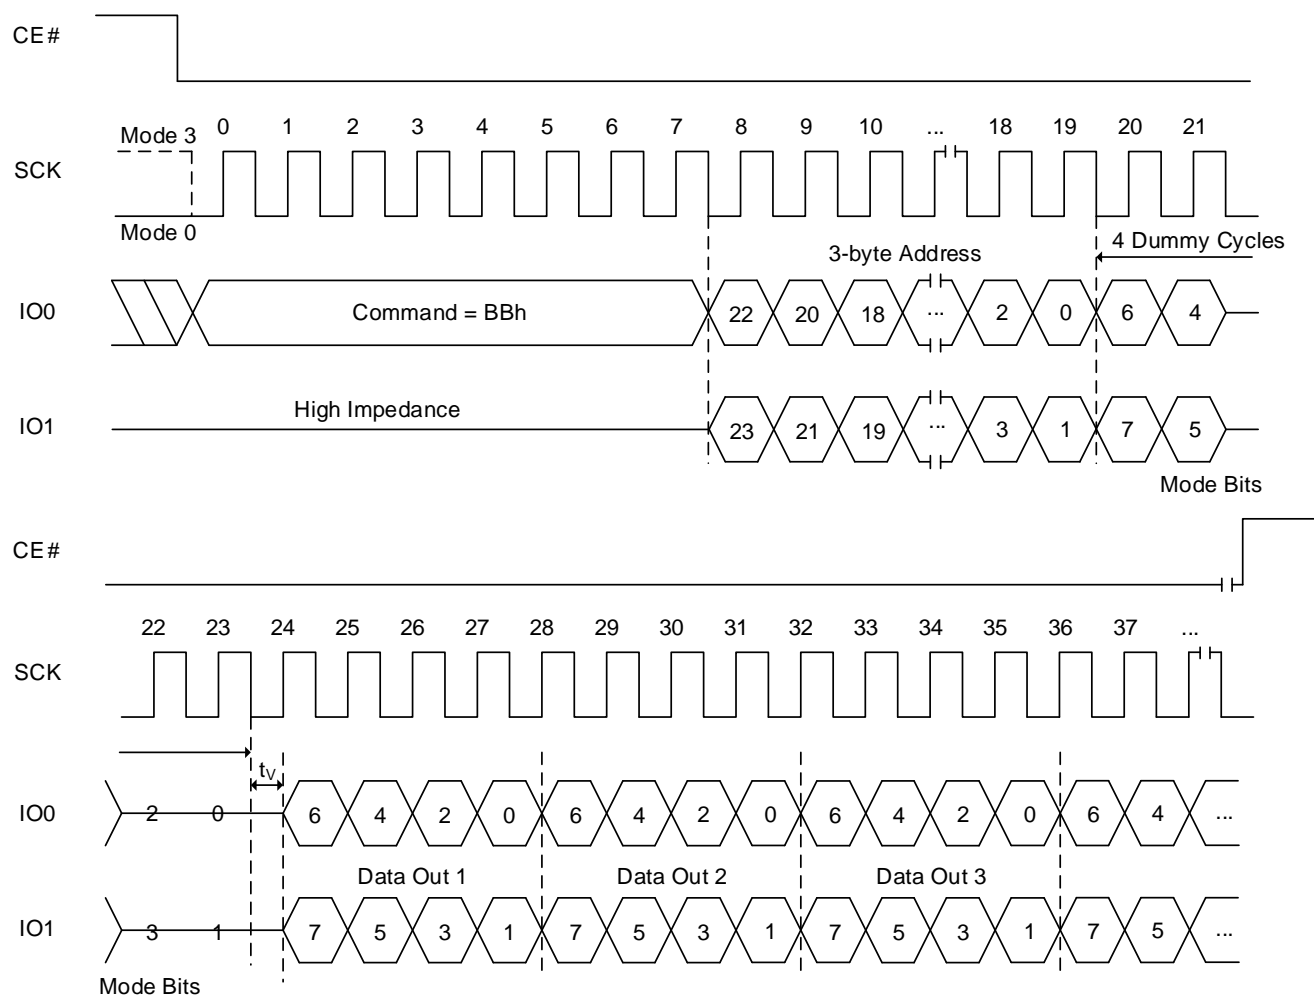 CE#
0 1 2 3 4 5 6 7 8 9 10 ... 18 19 20 21
Mode 3
SCK
Mode 0
3-byte Address
4 Dummy Cycles
IO0
Command = BBh
22 20 18 ... 2 0 6 4
High Impedance
IO1
23 21 19 ... 3 1 7 5
Mode Bits
CE#
22 23 24 25 26 27 28 29 30 31 32 33 34 35 36 37 ...
SCK
tV
IO0
2 0 6 4 2 0 6 4 2 0 6 4 2 0 6 4 ...
Data Out 1 Data Out 2 Data Out 3
IO1
3 1 7 5 3 1 7 5 3 1 7 5 3 1 7 5 ...
Mode Bits